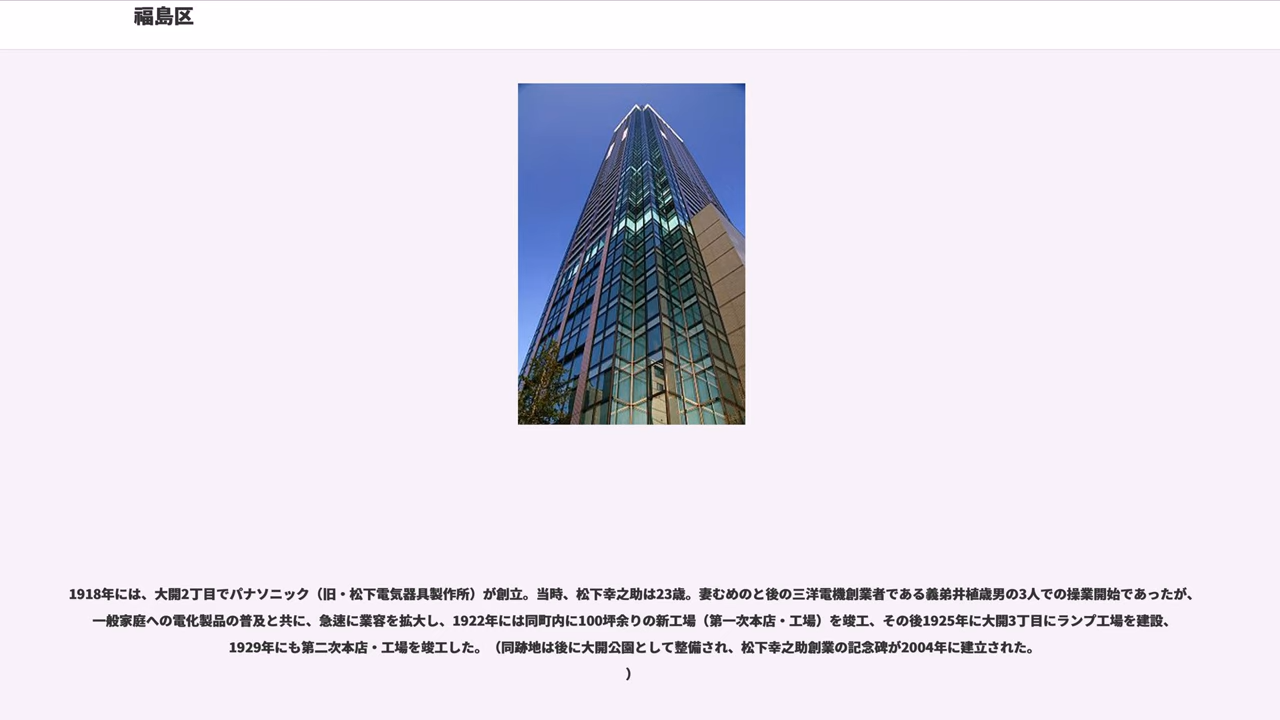 福島区
1918年には、大開2丁目でパナソニック（旧・松下電気器具製作所）が創立。当時、松下幸之助は23歳。妻むめのと後の三洋電機創業者である義弟井植歳男の3人での操業開始であったが、
一般家庭への電化製品の普及と共に、急速に業容を拡大し、1922年には同町内に100坪余りの新工場（第一次本店・工場）を竣工、その後1925年に大開3丁目にランプ工場を建設、
1929年にも第二次本店・工場を竣工した。（同跡地は後に大開公園として整備され、松下幸之助創業の記念碑が2004年に建立された。
）